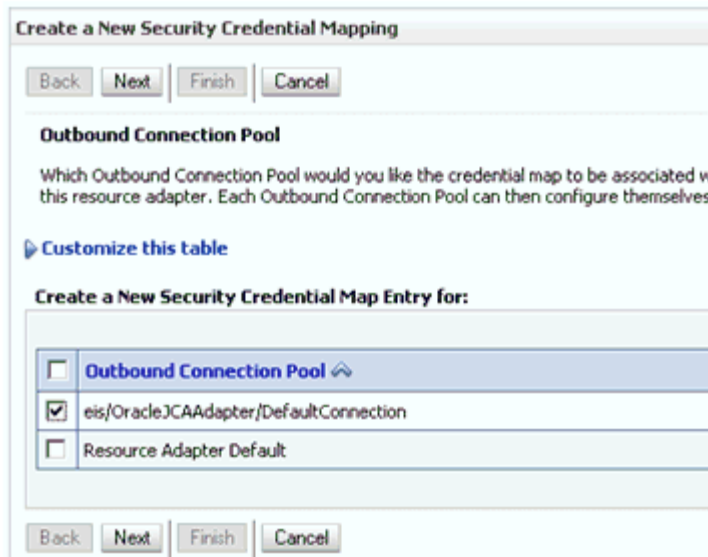 Create a New Security Credential Mapping
Back Next Finish Cancel
Outbound Connection Pool
Which Outbound Connection Pool would you like the credential map to be associated
this resource adapter. Each Outbound Connection Pool can then configure themselves
Customize this table
Create a New Security Credential Map Entry for:
Outbound Connection Pool
eis/OracleJCAAdapter/DefaultConnection
Resource Adapter Default
Back Next Finish Cancel